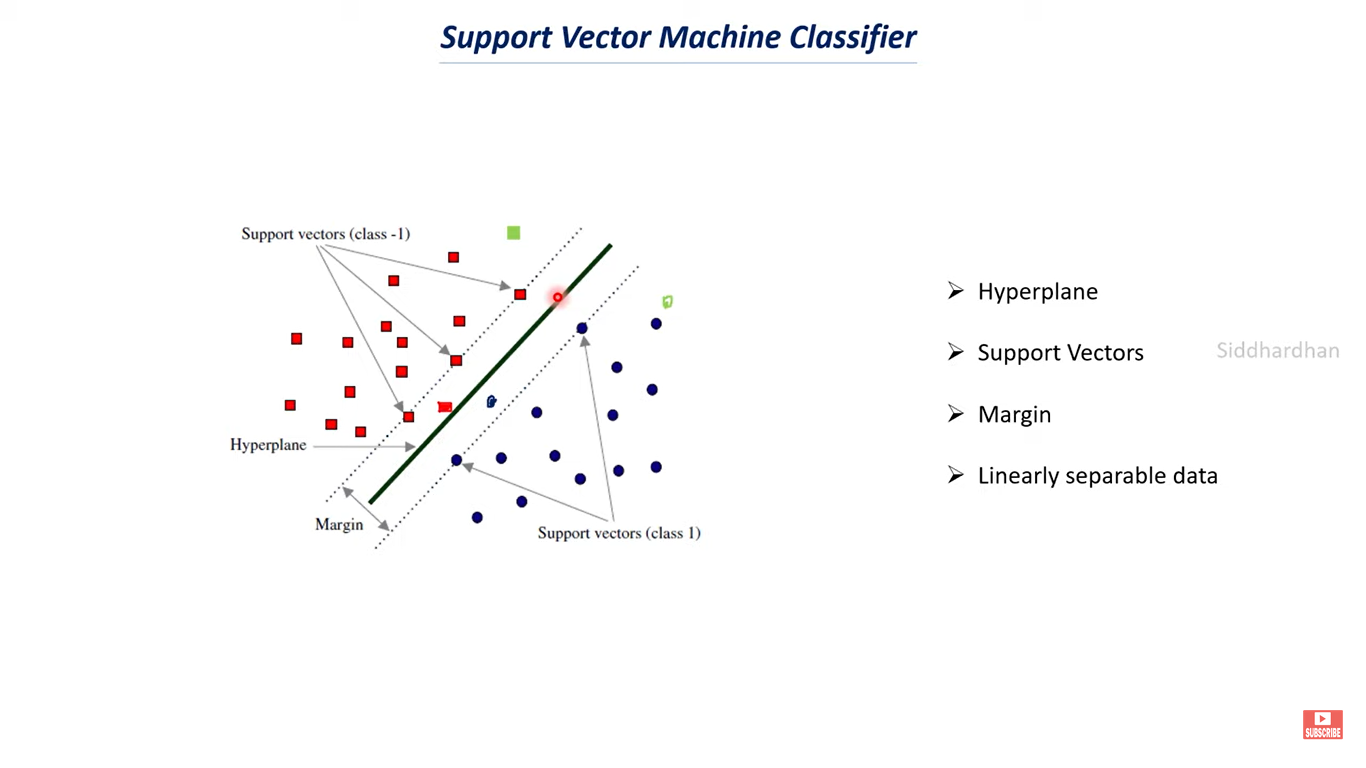 Support Vector Machine Classifier
Support vectors (class -1)
Hyperplane
Margin
Support vectors (class 1)
Hyperplane
Support Vectors
Margin
Linearly separable data
Siddhardhan
SUBSCRIBE